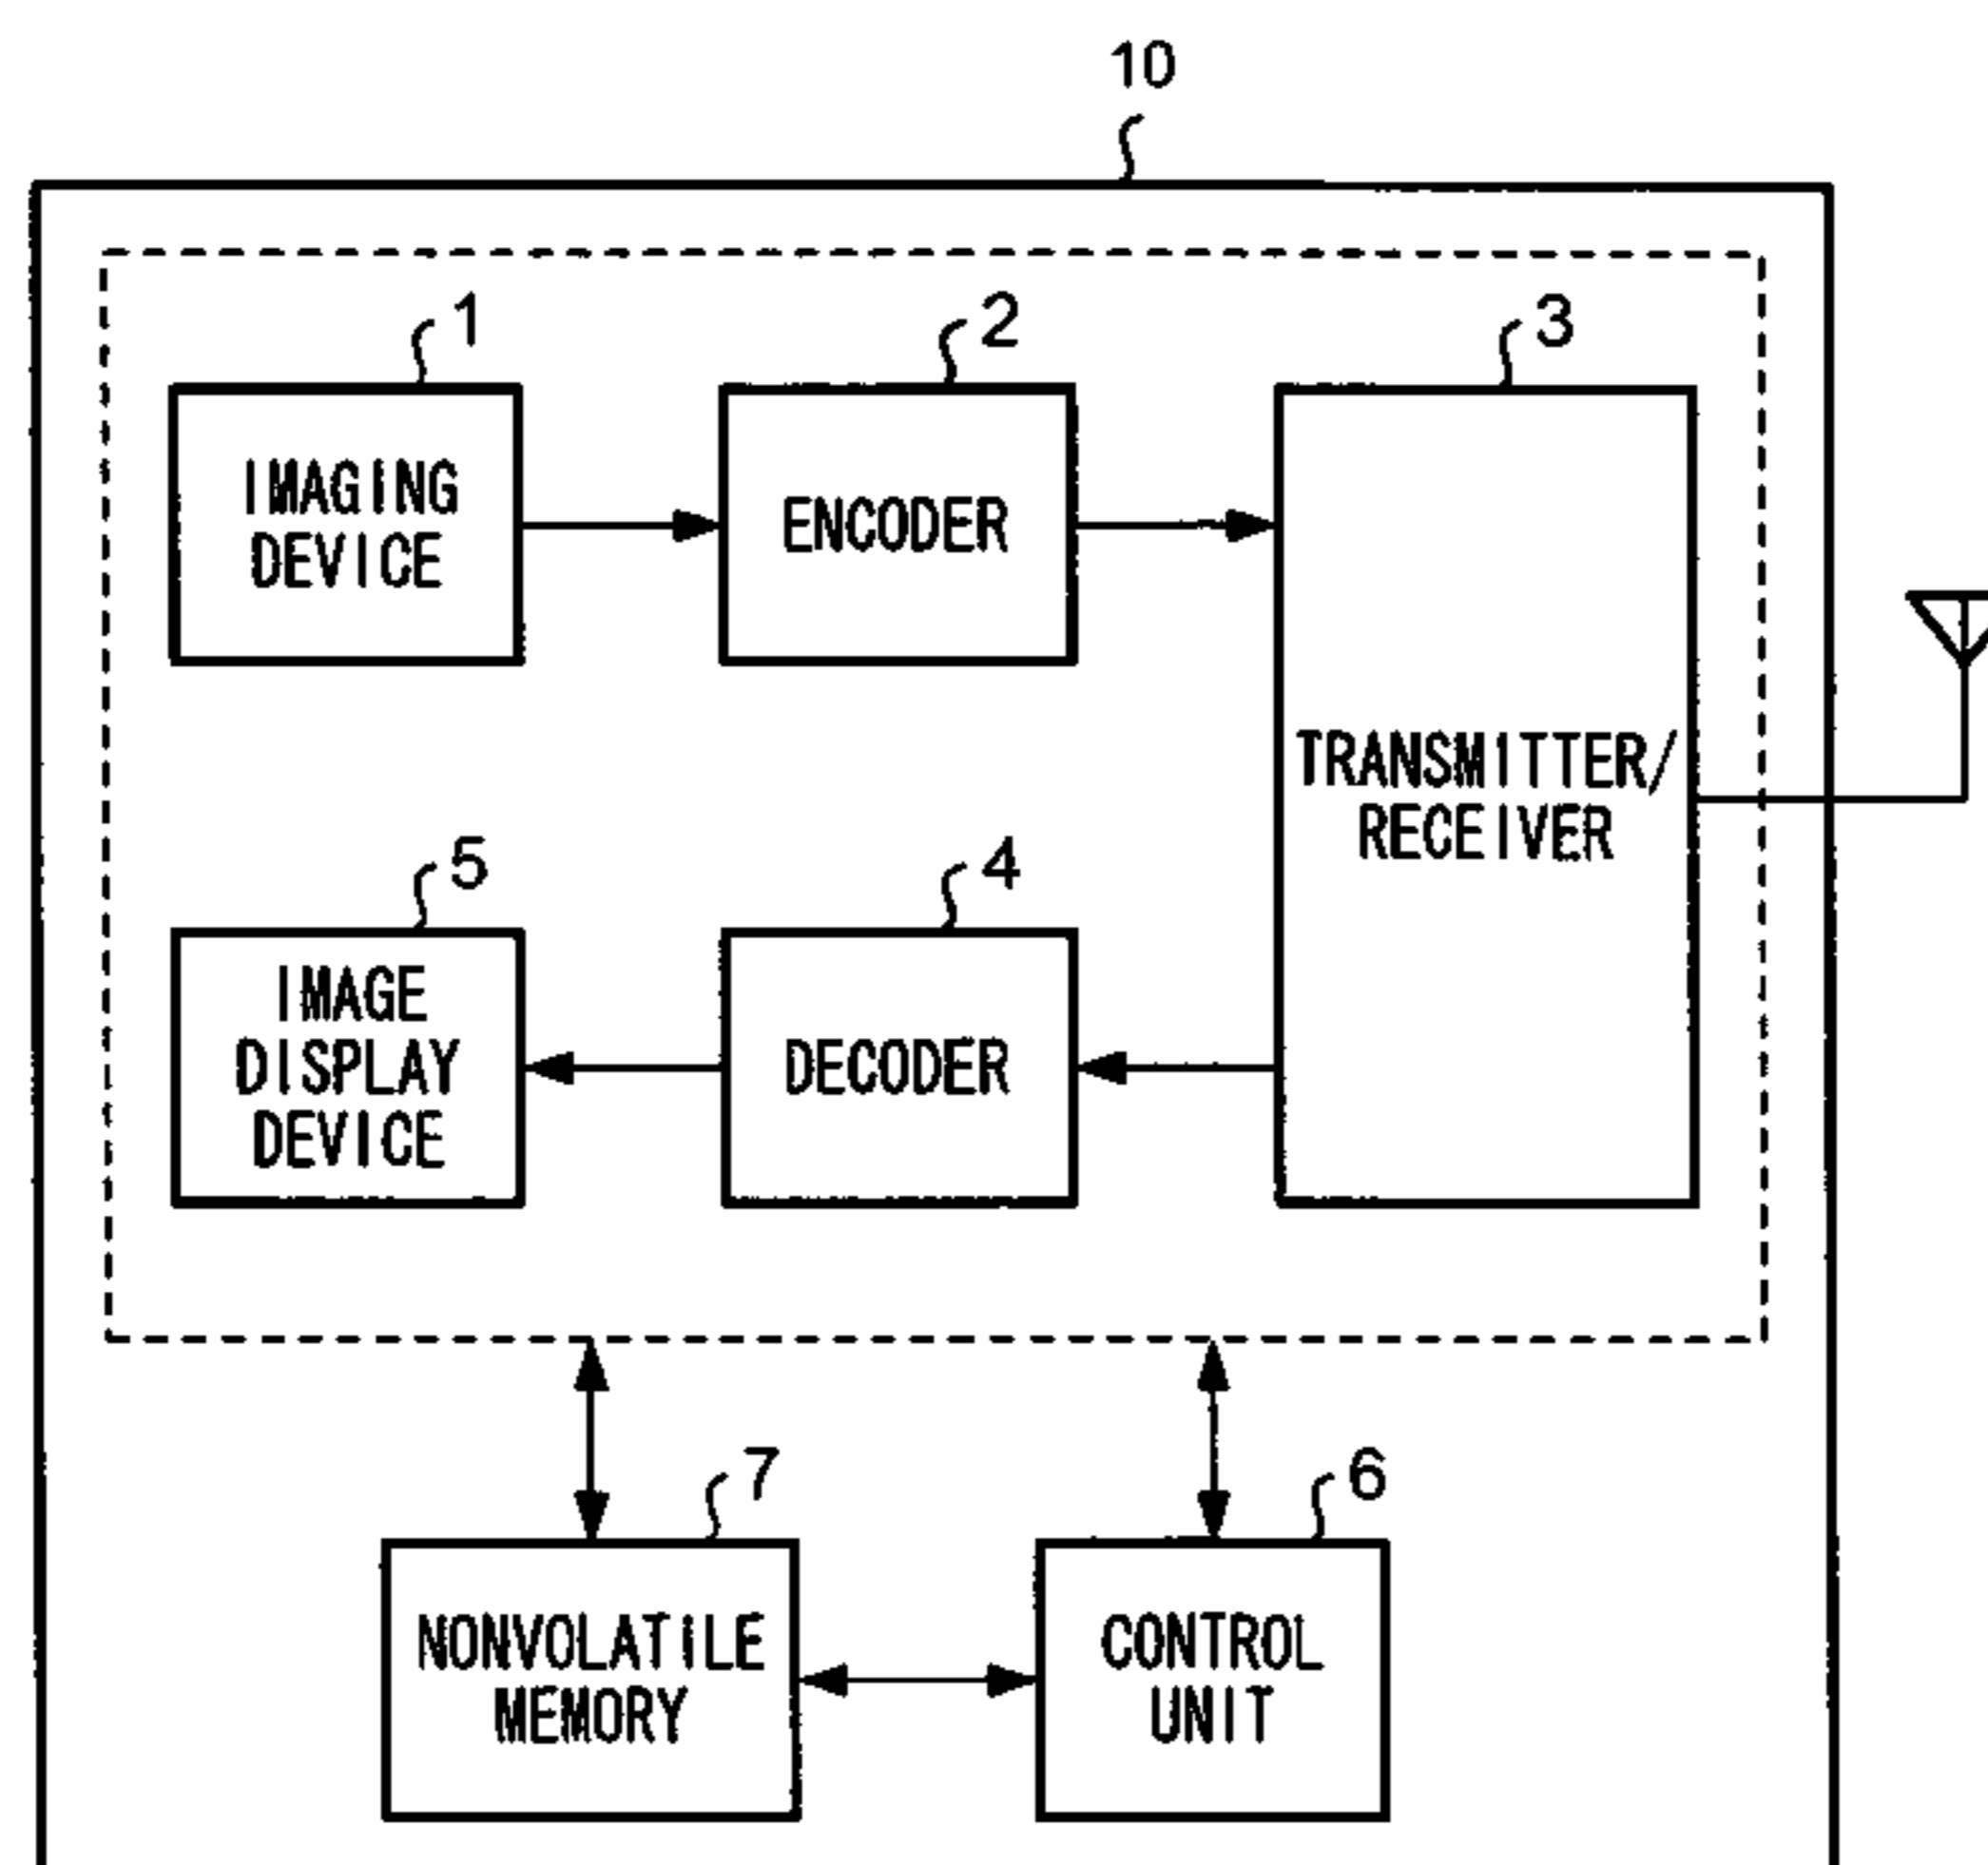 10
1
2
3
IMAGING
DEVICE
ENCODER
TRANSMITTER/
RECEIVER
5
4
IMAGE
DISPLAY
DEVICE
DECODER
7
6
NONVOLATILE
MEMORY
CONTROL
UNIT